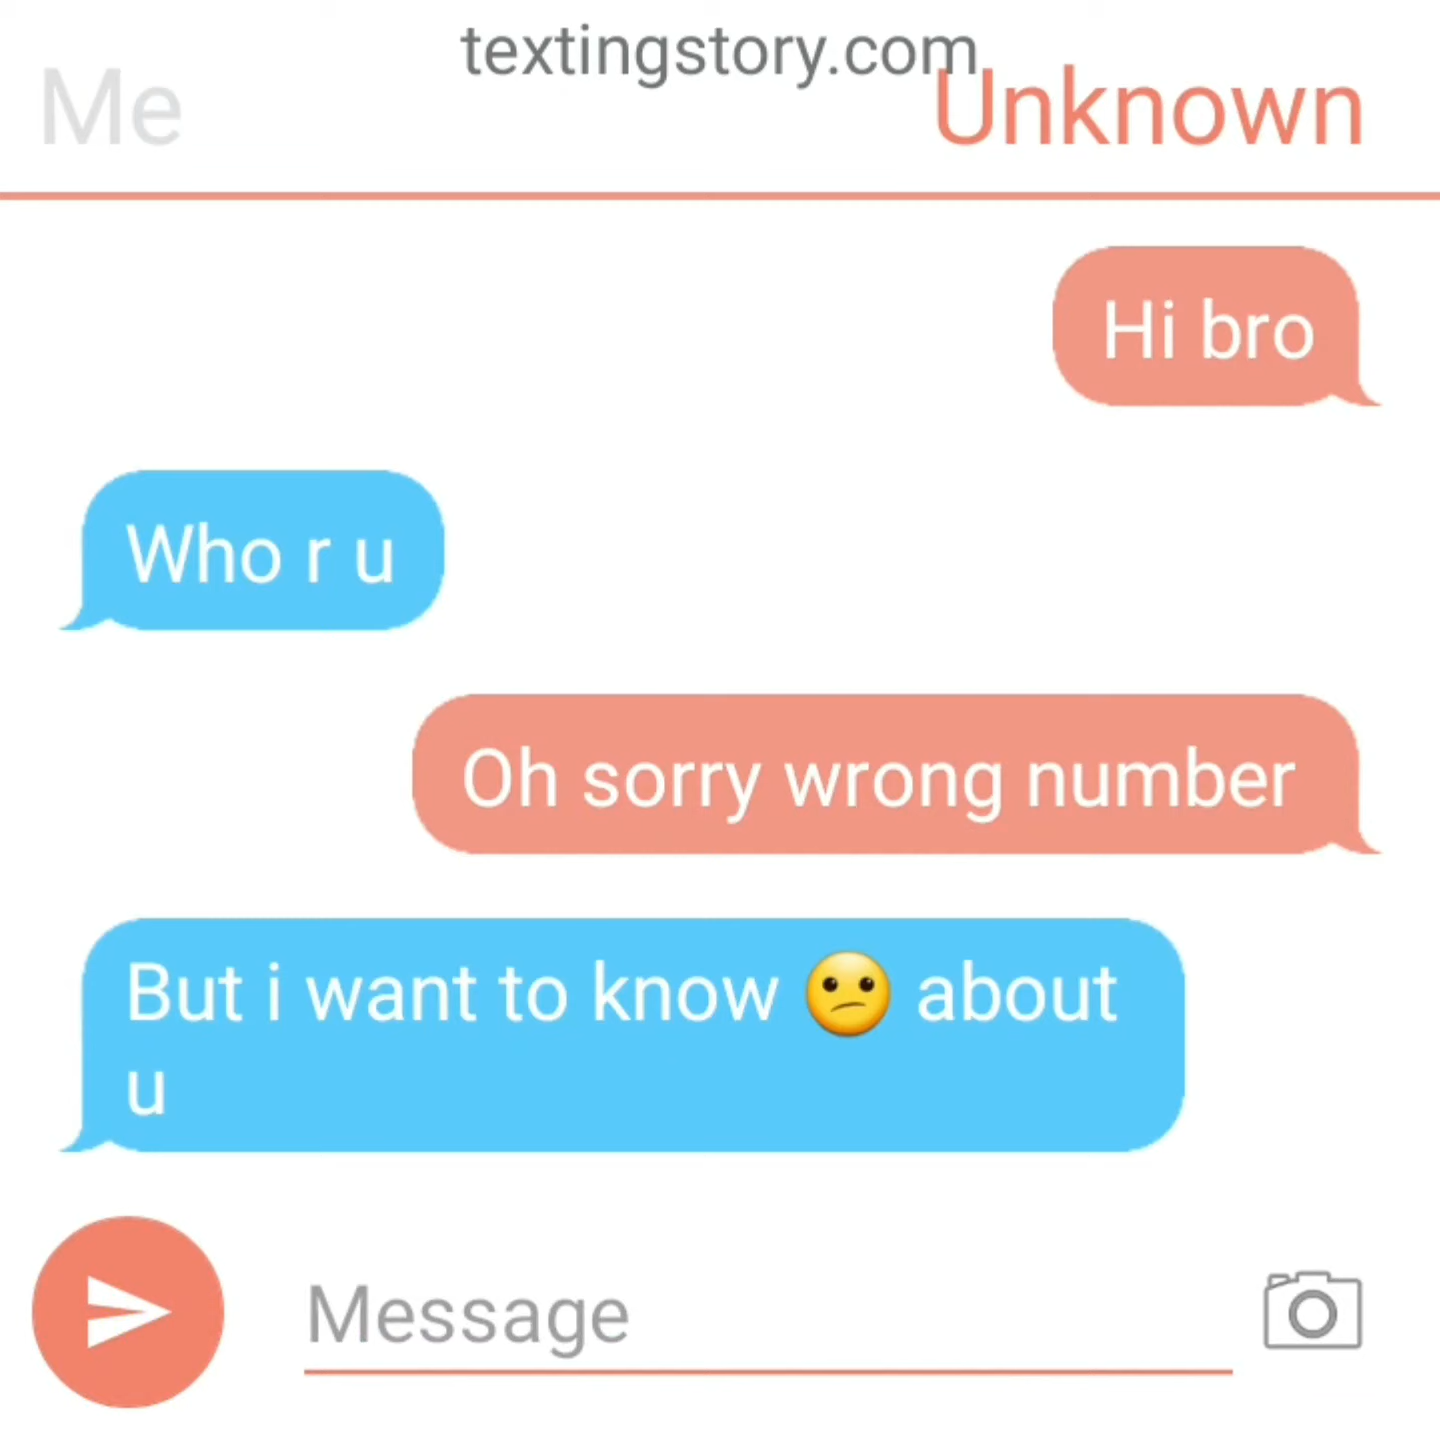 textingstory.com
Me
Unknown
Hi bro
Who r u
Oh sorry wrong number
But i want to know 😕 about
u
Message